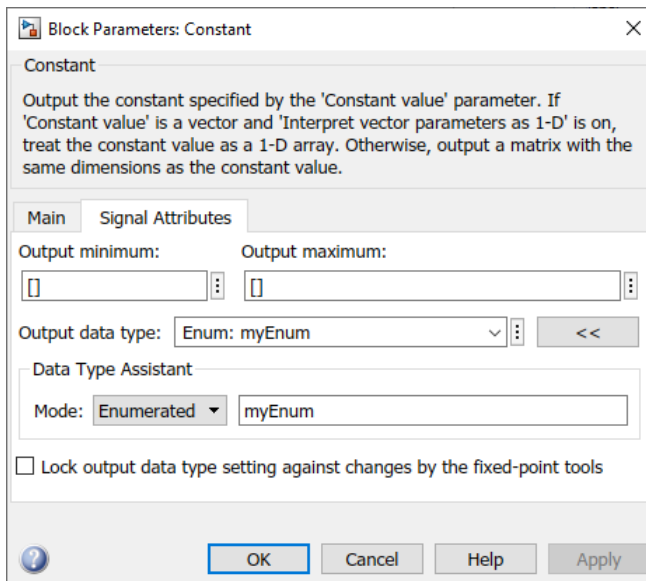 Block Parameters: Constant
Constant
Output the constant specified by the 'Constant value' parameter. If
'Constant value' is a vector and 'Interpret vector parameters as 1-D' is on,
treat the constant value as a 1-D array. Otherwise, output a matrix with the
same dimensions as the constant value.
Main Signal Attributes
Output minimum: Output maximum:
[] []
Output data type: Enum: myEnum <<
Data Type Assistant
Mode: Enumerated myEnum
Lock output data type setting against changes by the fixed-point tools
? OK Cancel Help Apply